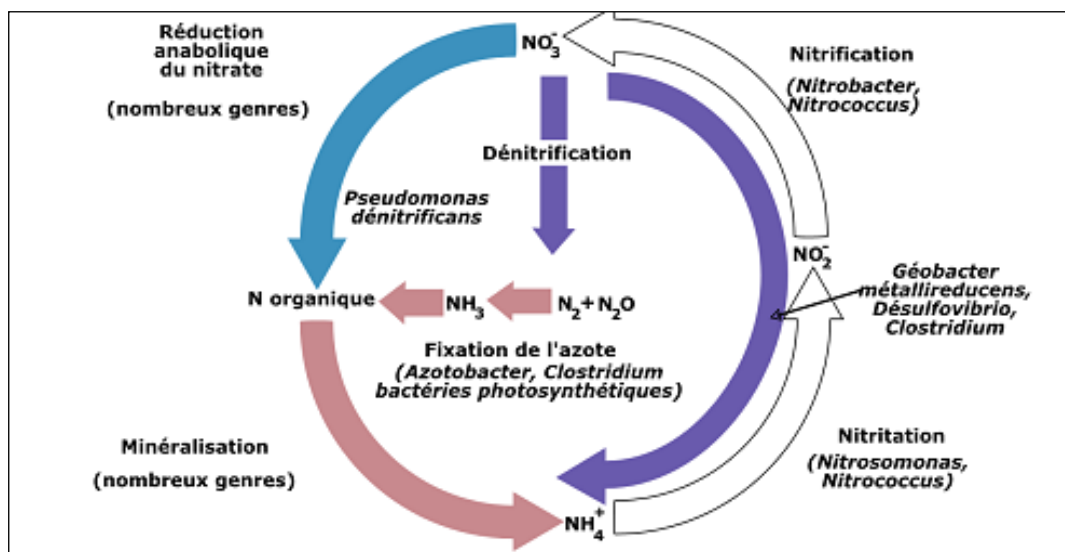 Réduction
anabolique
du nitrate
(nombreux genres)
NO3-
Nitrification
(Nitrobacter,
Nitrococcus)
Dénitrification
Pseudomonas
dénitrificans
NO2-
Géobacter
métallireducens,
Désulfovibrio,
Clostridium
N organique
NH3
N2+N2O
Fixation de l'azote
(Azotobacter, Clostridium
bactéries photosynthétiques)
Minéralisation
(nombreux genres)
Nitritation
(Nitrosomonas,
Nitrococcus)
NH4+